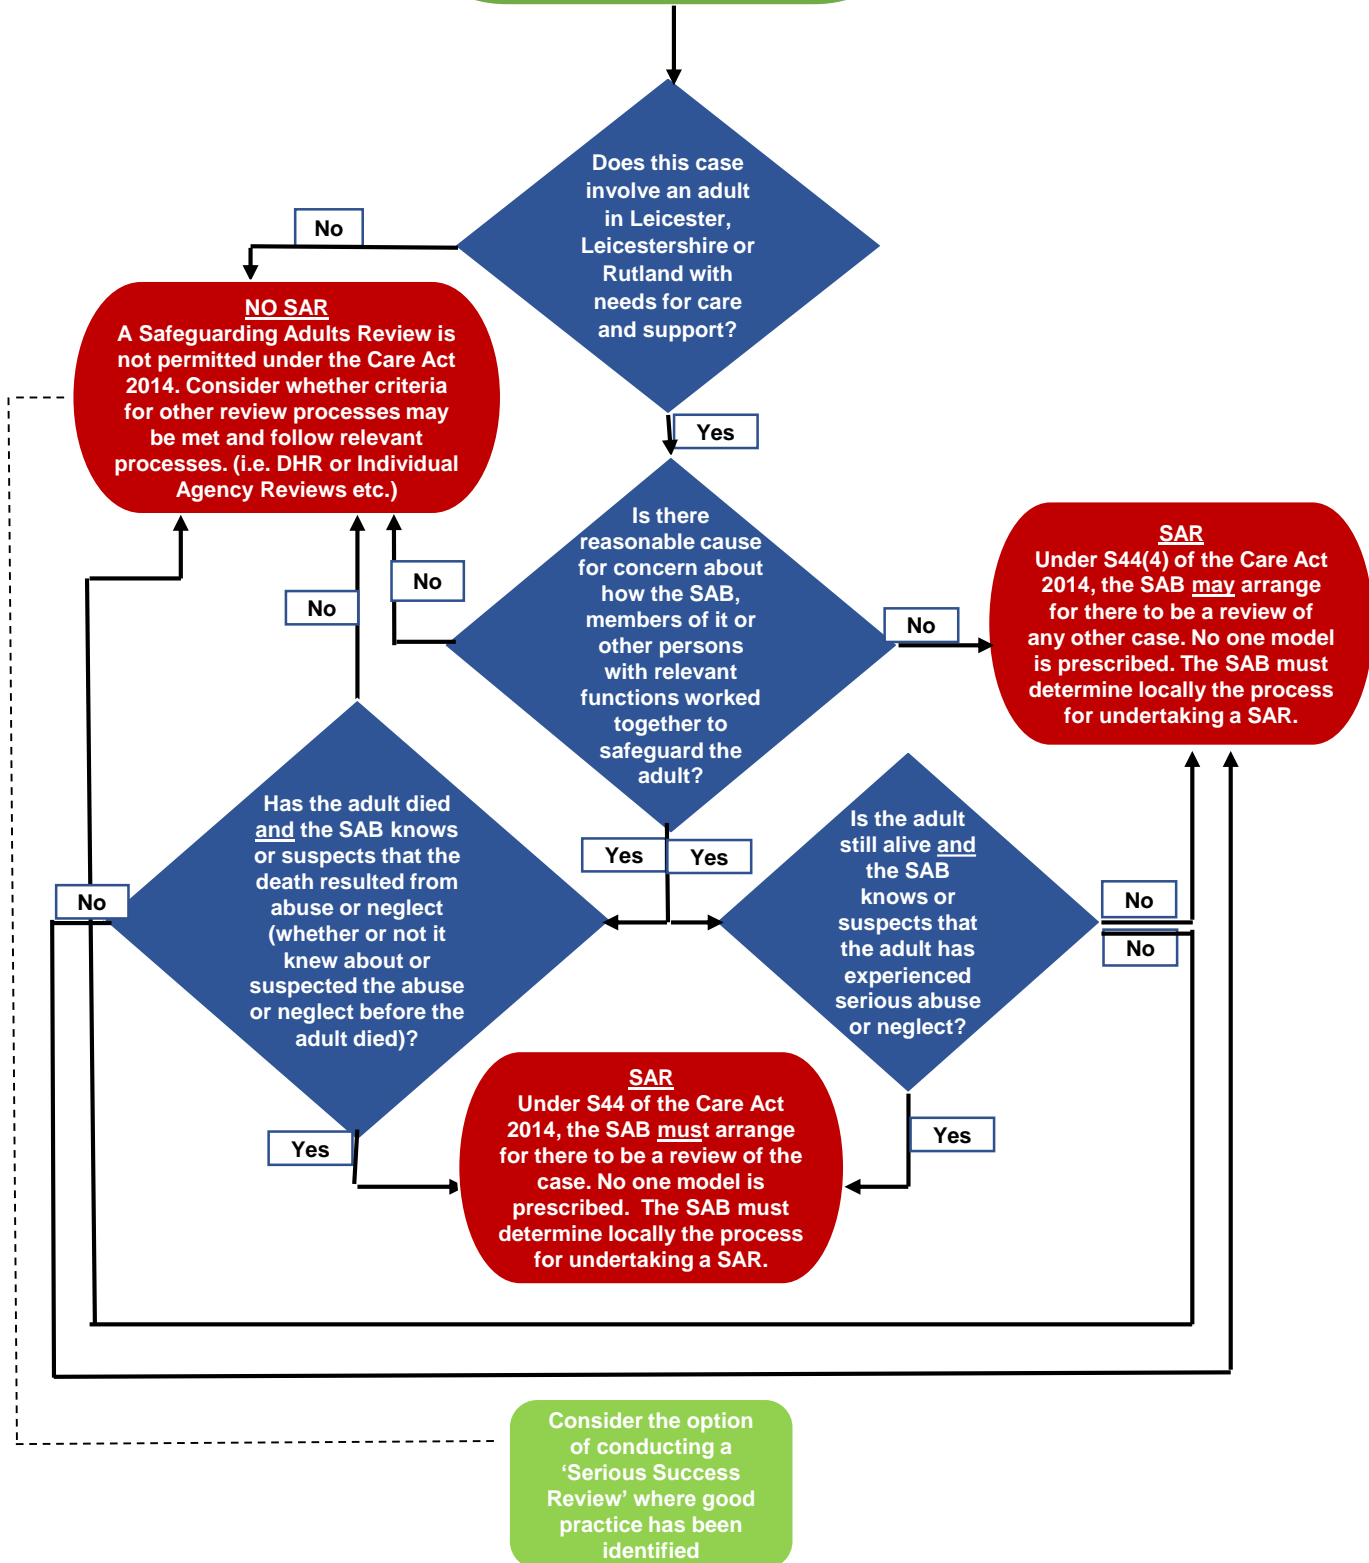 Does this case
involve an adult
in Leicester,
Leicestershire or
Rutland with
needs for care
and support?
No
NO SAR
A Safeguarding Adults Review is
not permitted under the Care Act
2014. Consider whether criteria
for other review processes may
be met and follow relevant
processes. (i.e. DHR or Individual
Agency Reviews etc.)
Yes
Is there
reasonable cause
for concern about
how the SAB,
members of it or
other persons
with relevant
functions worked
together to
safeguard the
adult?
No
No
No
SAR
Under S44(4) of the Care Act
2014, the SAB may arrange
for there to be a review of
any other case. No one model
is prescribed. The SAB must
determine locally the process
for undertaking a SAR.
Has the adult died
and the SAB knows
or suspects that the
death resulted from
abuse or neglect
(whether or not it
knew about or
suspected the abuse
or neglect before the
adult died)?
Yes
Yes
Is the adult
still alive and
the SAB
knows or
suspects that
the adult has
experienced
serious abuse
or neglect?
No
No
No
Yes
SAR
Under S44 of the Care Act
2014, the SAB must arrange
for there to be a review of the
case. No one model is
prescribed. The SAB must
determine locally the process
for undertaking a SAR.
Yes
Consider the option
of conducting a
‘Serious Success
Review’ where good
practice has been
identified